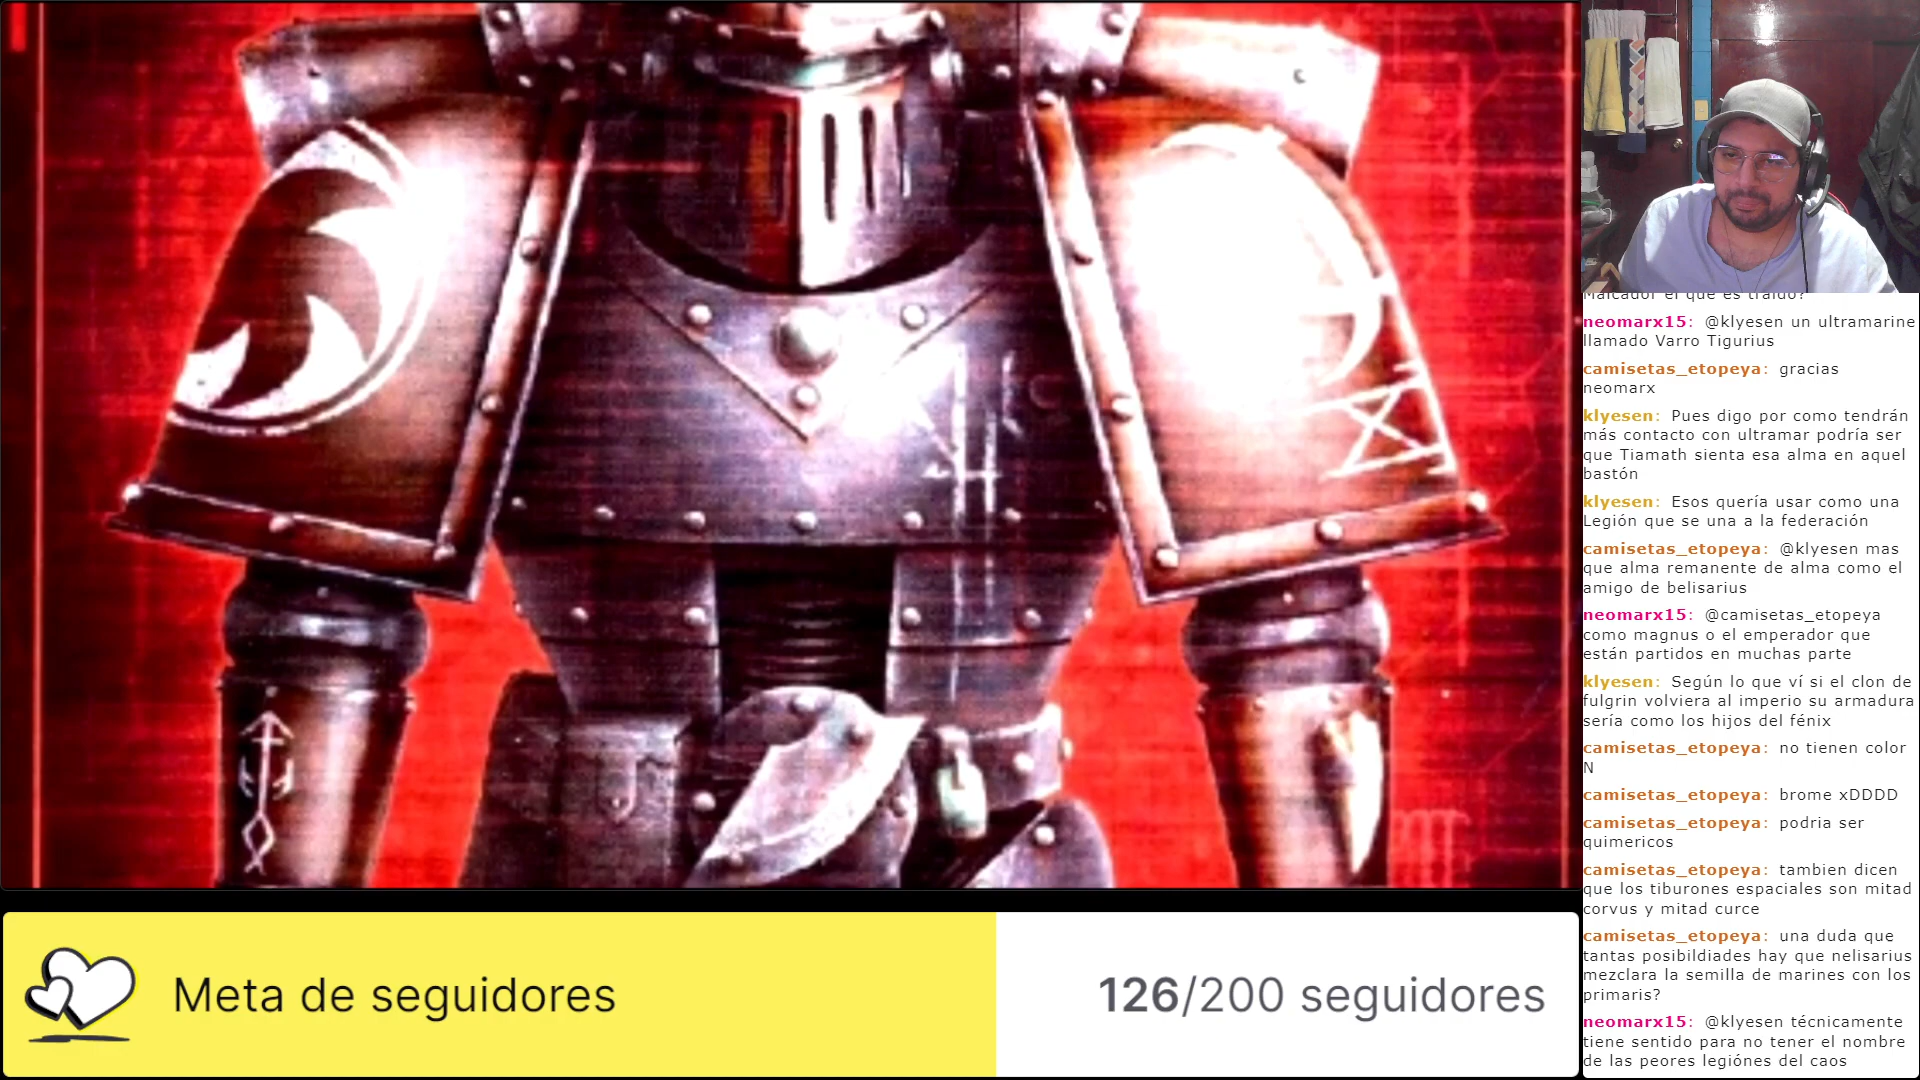 Malcador el que es traido?
neomarx15: @klyesen un ultramarine
llamado Varro Tigurius
camisetas_etopeya: gracias
neomarx
klyesen: Pues digo por como tendrán
más contacto con ultramar podría ser
que Tiamath sienta esa alma en aquel
bastón
klyesen: Esos quería usar como una
Legión que se una a la federación
camisetas_etopeya: @klyesen mas
que alma remanente de alma como el
amigo de belisarius
neomarx15: @camisetas_etopeya
como magnus o el emperador que
están partidos en muchas parte
klyesen: Según lo que ví si el clon de
fulgrin volviera al imperio su armadura
sería como los hijos del fénix
camisetas_etopeya: no tienen color
N
camisetas_etopeya: brome xDDDD
camisetas_etopeya: podria ser
quimericos
camisetas_etopeya: tambien dicen
que los tiburones espaciales son mitad
corvus y mitad curce
camisetas_etopeya: una duda que
tantas posibildiades hay que nelisarius
mezclara la semilla de marines con los
primaris?
neomarx15: @klyesen técnicamente
tiene sentido para no tener el nombre
de las peores legiónes del caos
Meta de seguidores
126/200 seguidores